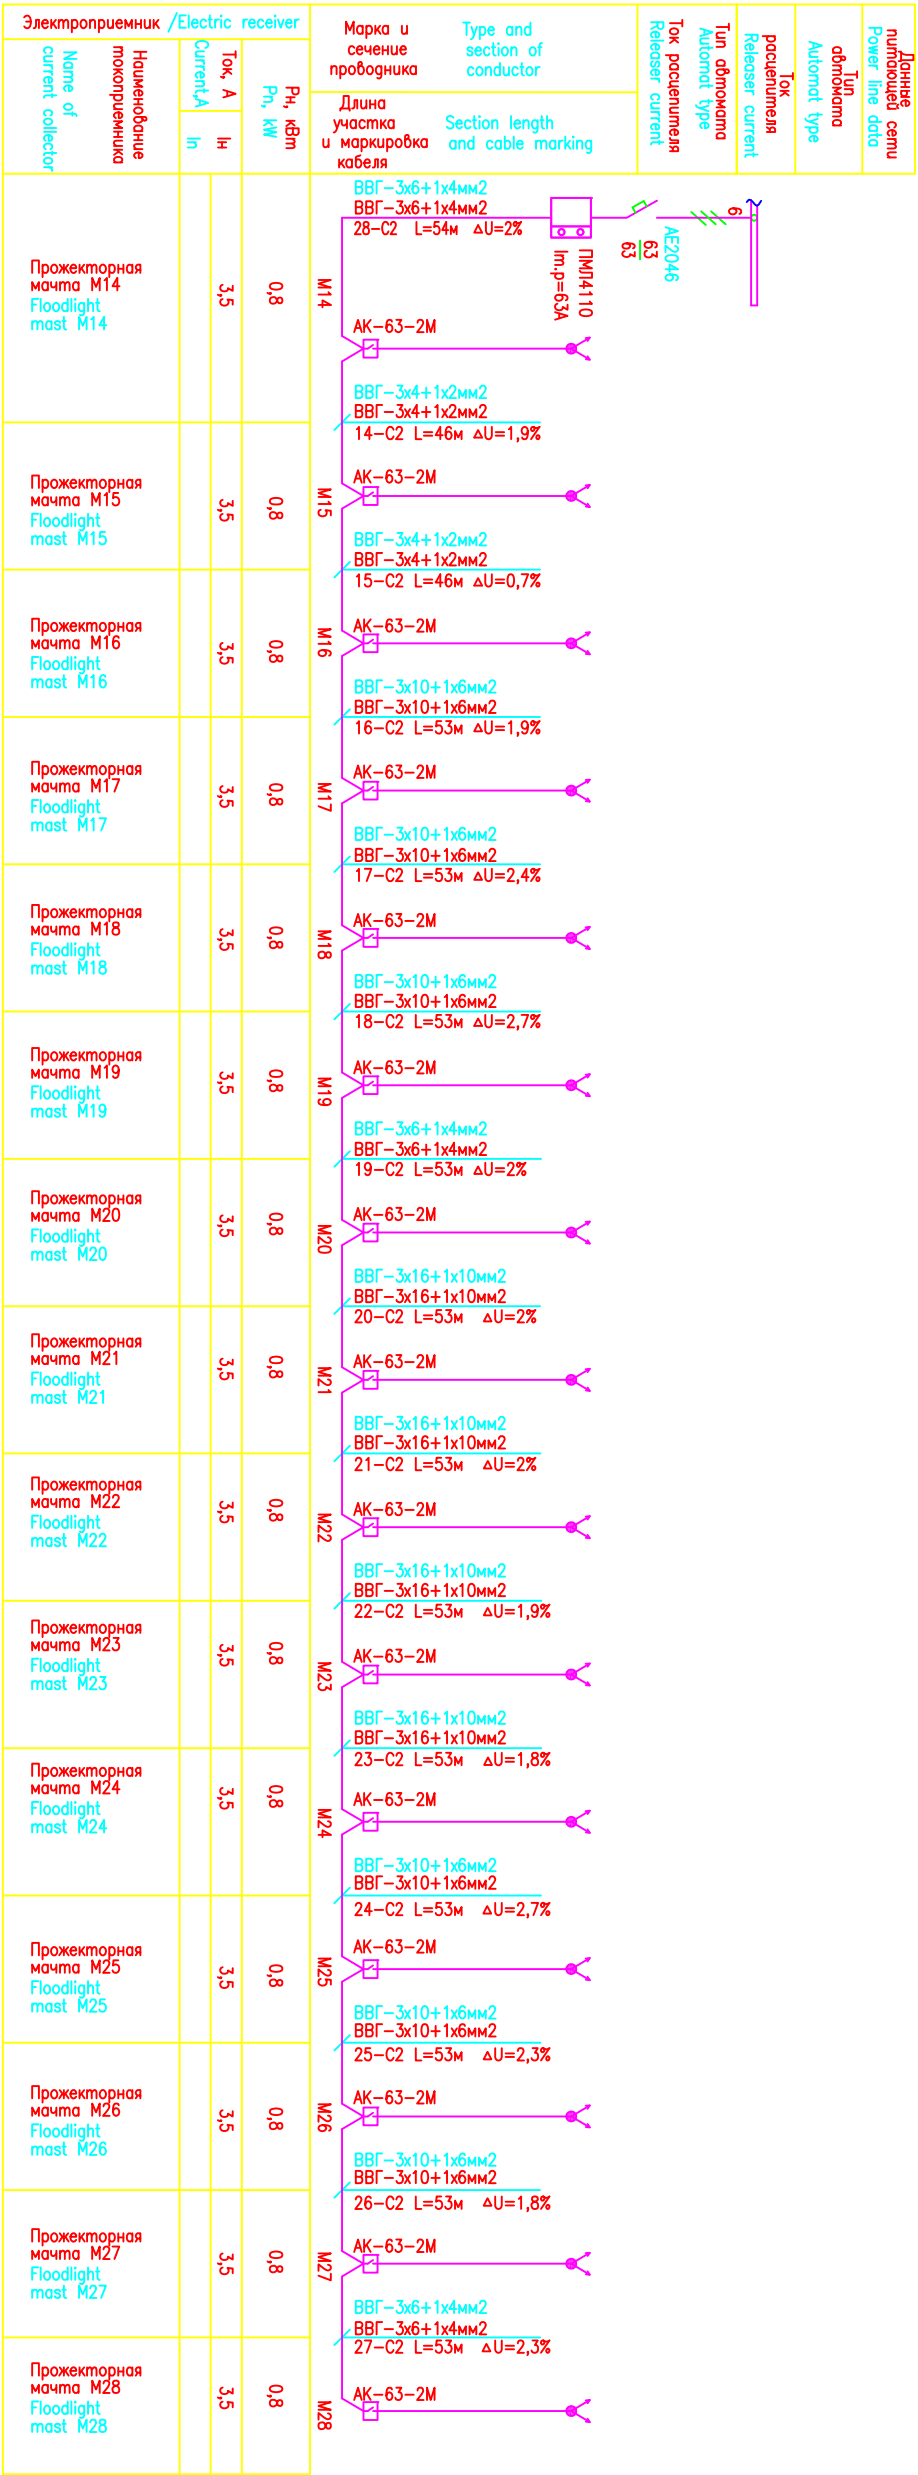 Электроприемник /Electric receiver
Наименование
токоприемника
Name of
current collector
Ток, А
Current,A
Iн
In
Рн, кВт
Pn, kW
Марка и
сечение
проводника
Type and
section of
conductor
Длина
участка
и маркировка
кабеля
Section length
and cable marking
Тип автомата
Automat type
Ток расцепителя
Releaser current
Ток
расцепителя
Releaser current
Тип
автомата
Automat type
Данные
питающей сети
Power line data
ВВГ-3х6+1х4мм2
ВВГ-3х6+1х4мм2
28-С2 L=54м ΔU=2%
ПМЛ4110
Iт.р=63А
63
63
АЕ2046
6
Прожекторная
мачта М14
Floodlight
mast M14
3,5
0,8
М14
АК-63-2М
ВВГ-3х4+1х2мм2
ВВГ-3х4+1х2мм2
14-С2 L=46м ΔU=1,9%
Прожекторная
мачта М15
Floodlight
mast M15
3,5
0,8
М15
АК-63-2М
ВВГ-3х4+1х2мм2
ВВГ-3х4+1х2мм2
15-С2 L=46м ΔU=0,7%
Прожекторная
мачта М16
Floodlight
mast M16
3,5
0,8
М16
АК-63-2М
ВВГ-3х10+1х6мм2
ВВГ-3х10+1х6мм2
16-С2 L=53м ΔU=1,9%
Прожекторная
мачта М17
Floodlight
mast M17
3,5
0,8
М17
АК-63-2М
ВВГ-3х10+1х6мм2
ВВГ-3х10+1х6мм2
17-С2 L=53м ΔU=2,4%
Прожекторная
мачта М18
Floodlight
mast M18
3,5
0,8
М18
АК-63-2М
ВВГ-3х10+1х6мм2
ВВГ-3х10+1х6мм2
18-С2 L=53м ΔU=2,7%
Прожекторная
мачта М19
Floodlight
mast M19
3,5
0,8
М19
АК-63-2М
ВВГ-3х6+1х4мм2
ВВГ-3х6+1х4мм2
19-С2 L=53м ΔU=2%
Прожекторная
мачта М20
Floodlight
mast M20
3,5
0,8
М20
АК-63-2М
ВВГ-3х16+1х10мм2
ВВГ-3х16+1х10мм2
20-С2 L=53м ΔU=2%
Прожекторная
мачта М21
Floodlight
mast M21
3,5
0,8
М21
АК-63-2М
ВВГ-3х16+1х10мм2
ВВГ-3х16+1х10мм2
21-С2 L=53м ΔU=2%
Прожекторная
мачта М22
Floodlight
mast M22
3,5
0,8
М22
АК-63-2М
ВВГ-3х16+1х10мм2
ВВГ-3х16+1х10мм2
22-С2 L=53м ΔU=1,9%
Прожекторная
мачта М23
Floodlight
mast M23
3,5
0,8
М23
АК-63-2М
ВВГ-3х16+1х10мм2
ВВГ-3х16+1х10мм2
23-С2 L=53м ΔU=1,8%
Прожекторная
мачта М24
Floodlight
mast M24
3,5
0,8
М24
АК-63-2М
ВВГ-3х10+1х6мм2
ВВГ-3х10+1х6мм2
24-С2 L=53м ΔU=2,7%
Прожекторная
мачта М25
Floodlight
mast M25
3,5
0,8
М25
АК-63-2М
ВВГ-3х10+1х6мм2
ВВГ-3х10+1х6мм2
25-С2 L=53м ΔU=2,3%
Прожекторная
мачта М26
Floodlight
mast M26
3,5
0,8
М26
АК-63-2М
ВВГ-3х10+1х6мм2
ВВГ-3х10+1х6мм2
26-С2 L=53м ΔU=1,8%
Прожекторная
мачта М27
Floodlight
mast M27
3,5
0,8
М27
АК-63-2М
ВВГ-3х6+1х4мм2
ВВГ-3х6+1х4мм2
27-С2 L=53м ΔU=2,3%
Прожекторная
мачта М28
Floodlight
mast M28
3,5
0,8
М28
АК-63-2М